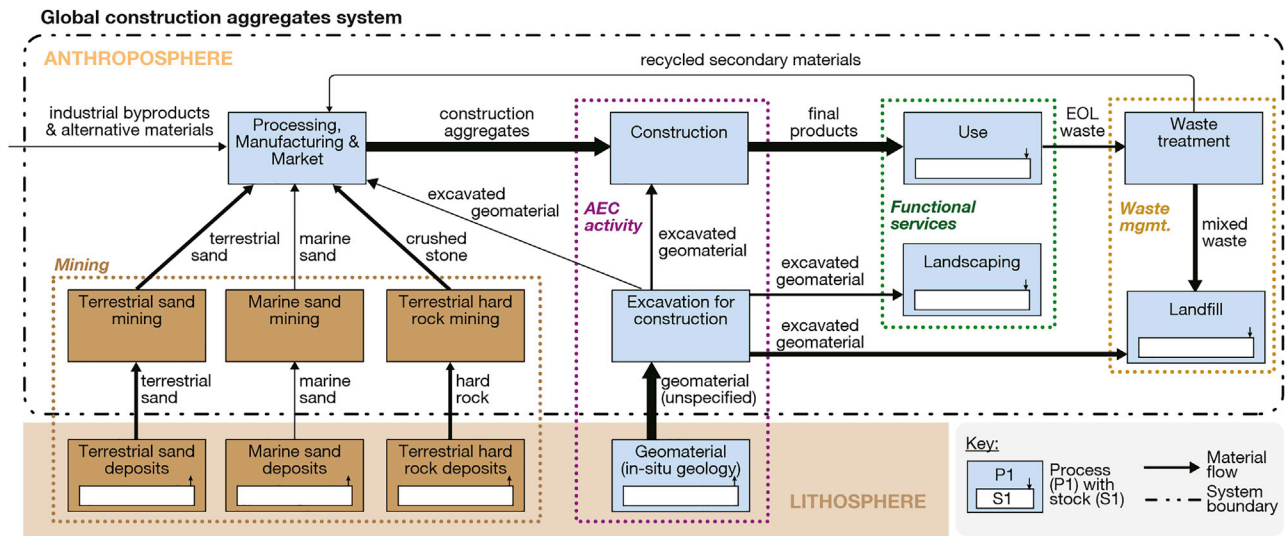 Global construction aggregates system
ANTHROPOSPHERE
recycled secondary materials
industrial byproducts
& alternative materials
Processing,
Manufacturing &
Market
construction
aggregates
Construction
final
products
Use
EOL
waste
Waste
treatment
excavated
geomaterial
AEC
activity
Functional
services
Waste
mgmt.
mixed
waste
terrestrial
sand
marine
sand
crushed
stone
excavated
geomaterial
Mining
excavated
geomaterial
Landscaping
Terrestrial sand
mining
Marine sand
mining
Terrestrial hard
rock mining
Excavation for
construction
excavated
geomaterial
Landfill
terrestrial
sand
marine
sand
hard
rock
geomaterial
(unspecified)
Terrestrial sand
deposits
Marine sand
deposits
Terrestrial hard
rock deposits
Geomaterial
(in-situ geology)
LITHOSPHERE
Key:
P1
S1
Process
(P1) with
stock (S1)
Material
flow
System
boundary